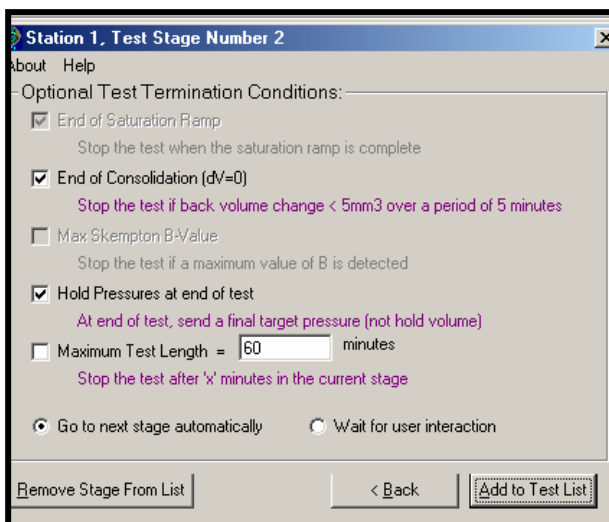 Station 1, Test Stage Number 2
About Help
Optional Test Termination Conditions:
End of Saturation Ramp
Stop the test when the saturation ramp is complete
End of Consolidation (dV=0)
Stop the test if back volume change < 5mm3 over a period of 5 minutes
Max Skempton B-Value
Stop the test if a maximum value of B is detected
Hold Pressures at end of test
At end of test, send a final target pressure (not hold volume)
Maximum Test Length = 60 minutes
Stop the test after 'x' minutes in the current stage
Go to next stage automatically Wait for user interaction
Remove Stage From List < Back Add to Test List